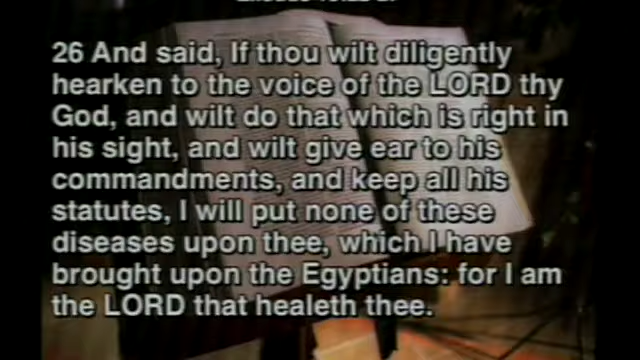 26 And said, If thou wilt diligently
hearken to the voice of the LORD thy
God, and wilt do that which is right in
his sight, and wilt give ear to his
commandments, and keep all his
statutes, I will put none of these
diseases upon thee, which I have
brought upon the Egyptians: for I am
the LORD that healeth thee.